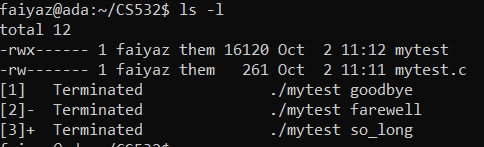 faiyaz@ada:~/CS532$ ls -l
total 12
-rwx------ 1 faiyaz them 16120 Oct  2 11:12 mytest
-rw------- 1 faiyaz them   261 Oct  2 11:11 mytest.c
[1]   Terminated              ./mytest goodbye
[2]-  Terminated              ./mytest farewell
[3]+  Terminated              ./mytest so_long